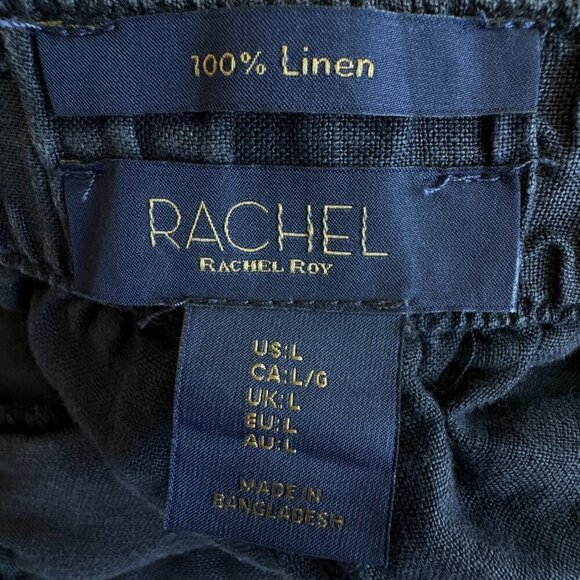 100% Linen
RACHEL
RACHEL ROY
US:L
CA:L/G
UK:L
EU:L
AU:L
MADE IN
BANGLADESH